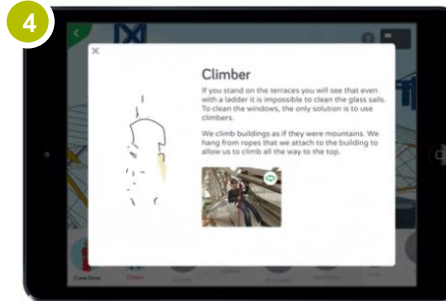 4
Climber
If you stand on the terraces you will see that even
with a ladder it is impossible to clean the glass sails.
To clean the windows, the only solution is to use
climbers.
We climb buildings as if they were mountains. We
hang from ropes that we attach to the building to
allow us to climb all the way to the top.
Climber